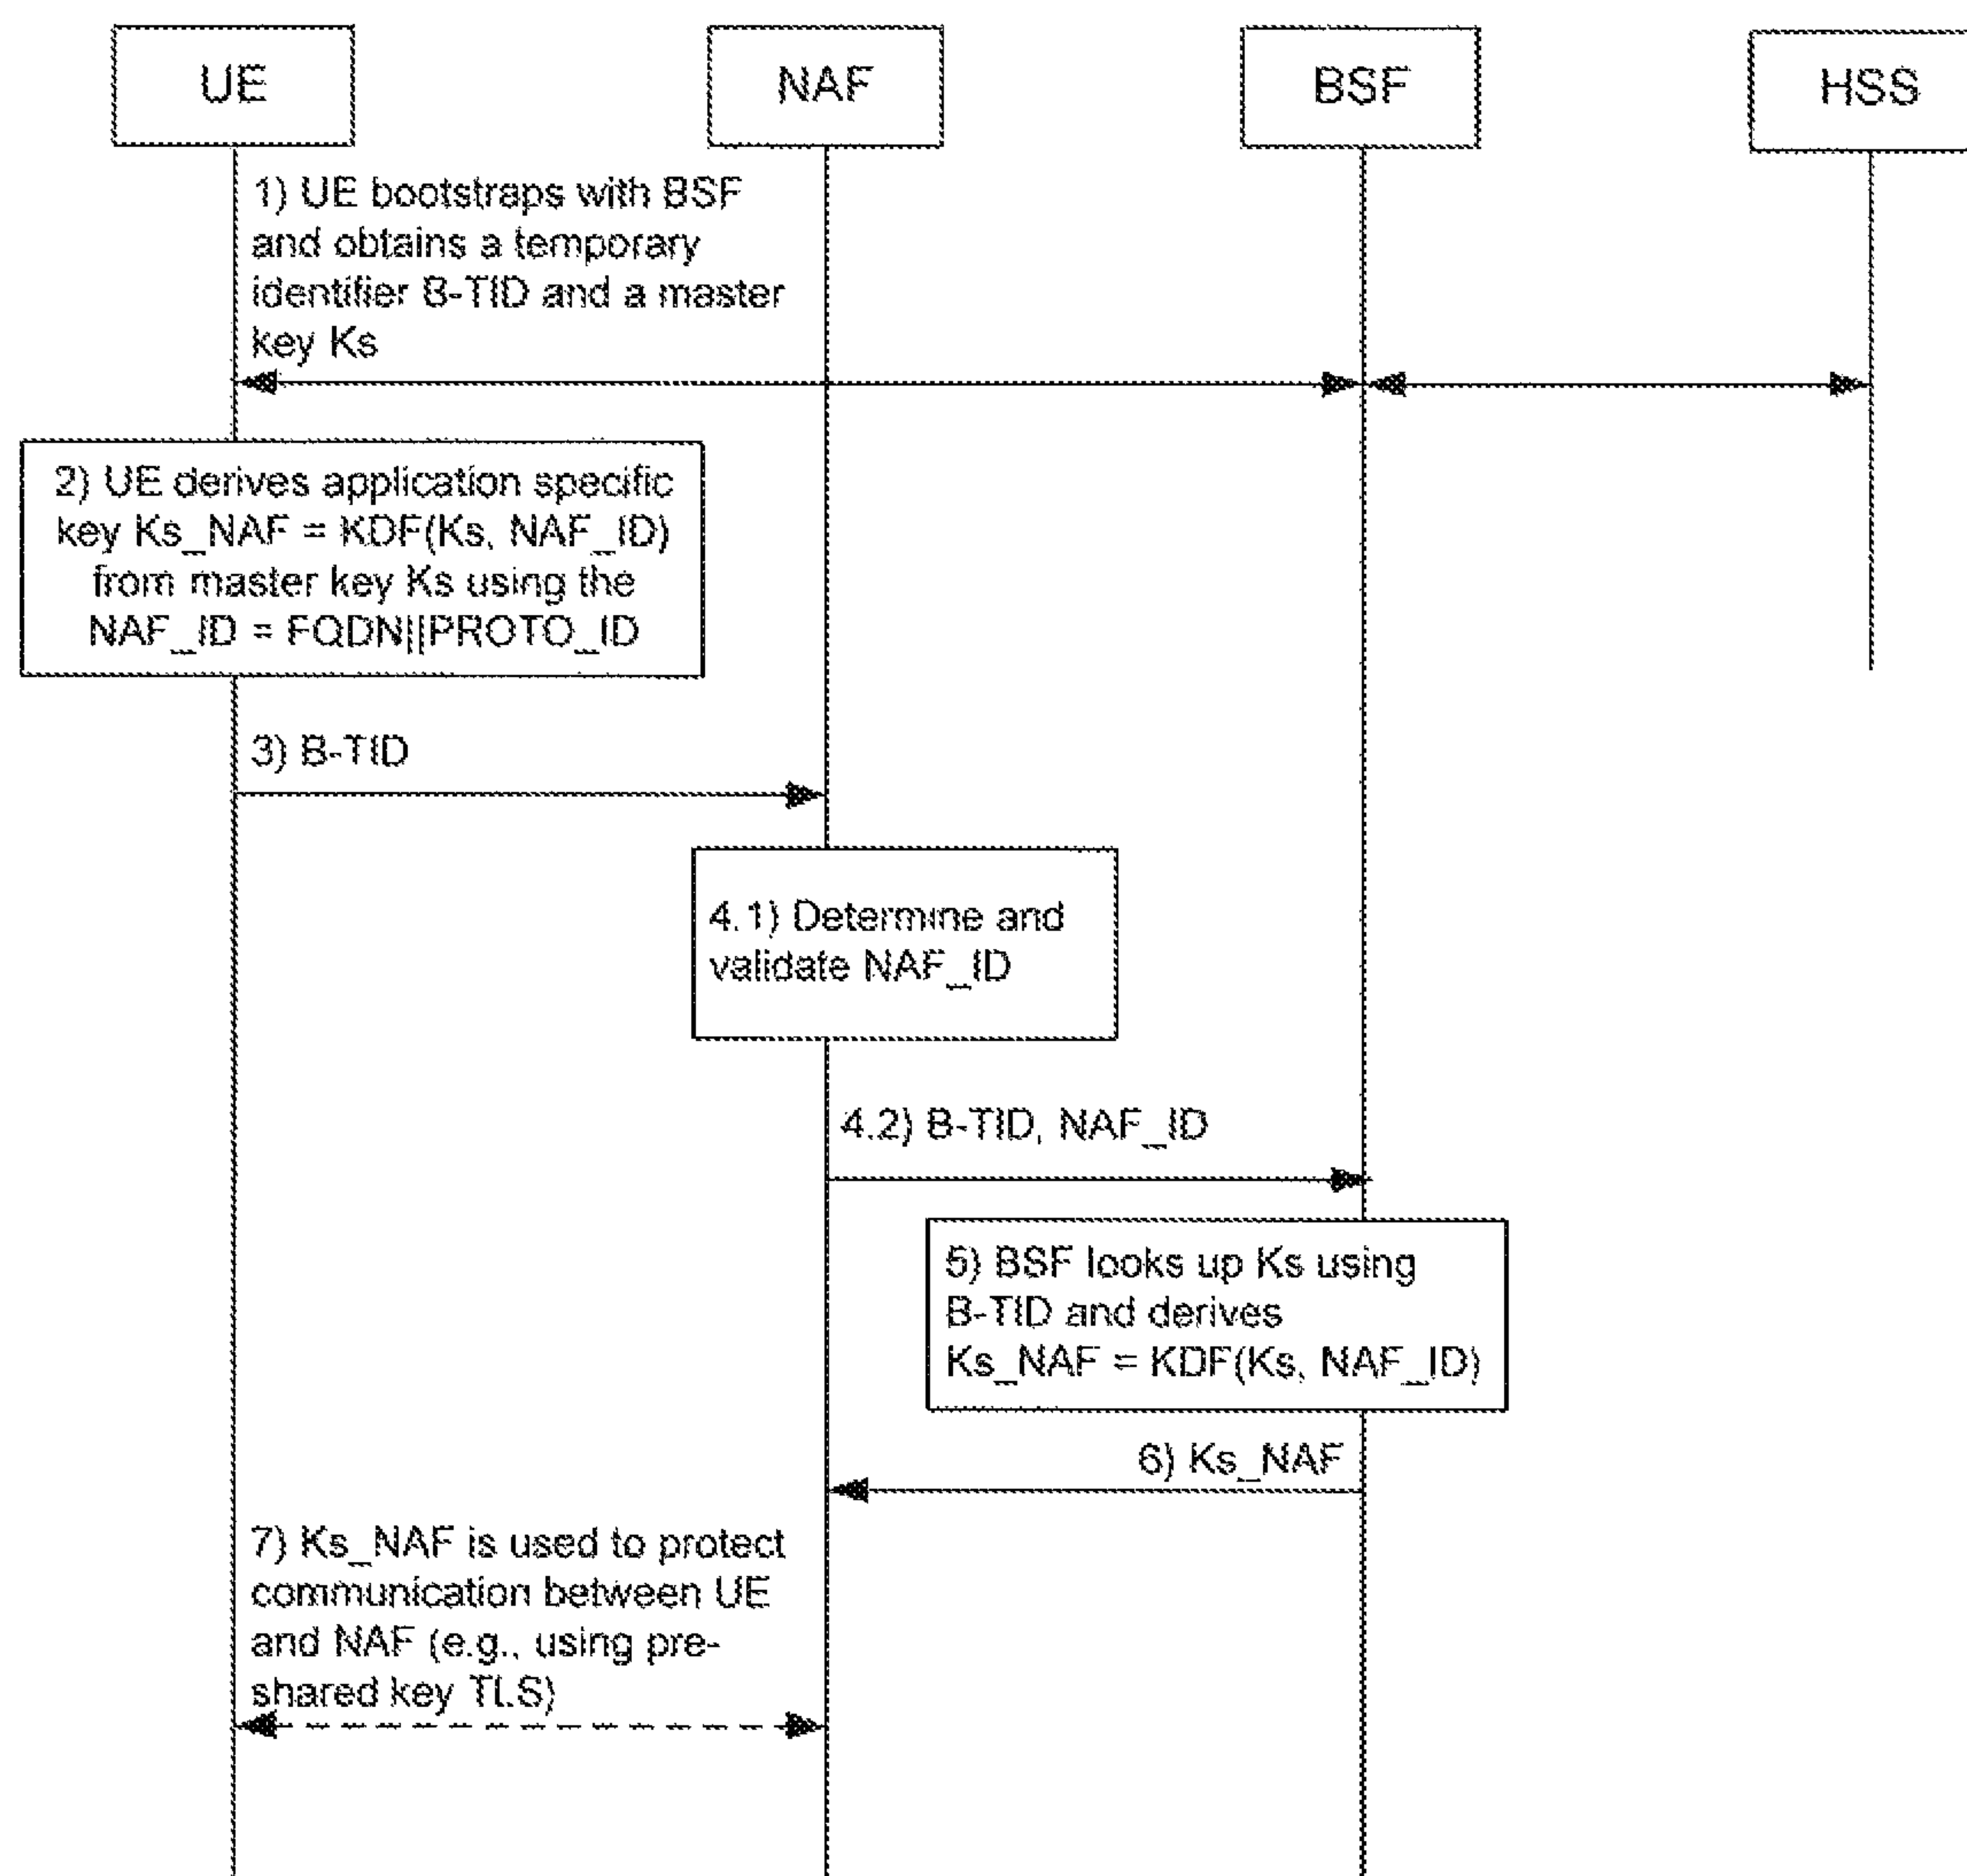 UE
NAF
BSF
HSS
1) UE bootstraps with BSF
and obtains a temporary
identifier B-TID and a master
key Ks
2) UE derives application specific
key Ks_NAF = KDF(Ks, NAF_ID)
from master key Ks using the
NAF_ID = FQDN||PROTO_ID
3) B-TID
4.1) Determine and
validate NAF_ID
4.2) B-TID, NAF_ID
5) BSF looks up Ks using
B-TID and derives
Ks_NAF = KDF(Ks, NAF_ID)
6) Ks_NAF
7) Ks_NAF is used to protect
communication between UE
and NAF (e.g., using pre-
shared key TLS)